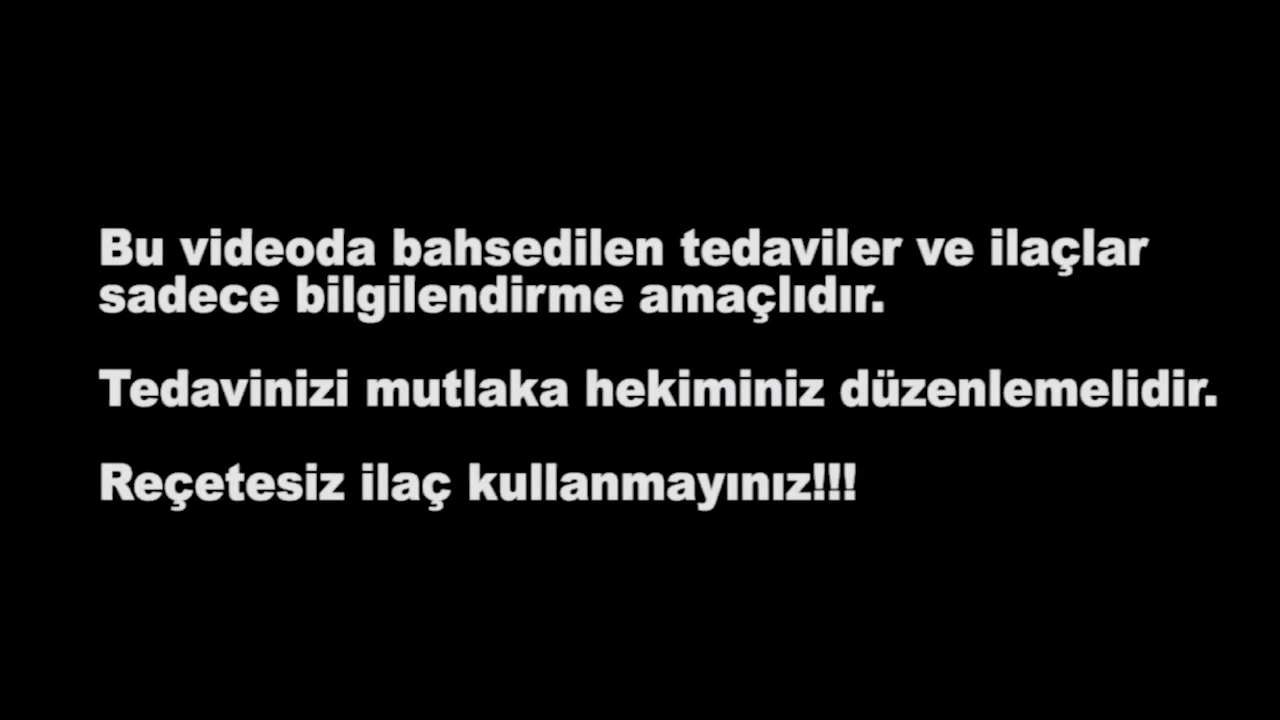 Bu videoda bahsedilen tedaviler ve ilaçlar
sadece bilgilendirme amaçlıdır.
Tedavinizi mutlaka hekiminiz düzenlemelidir.
Reçetesiz ilaç kullanmayınız!!!